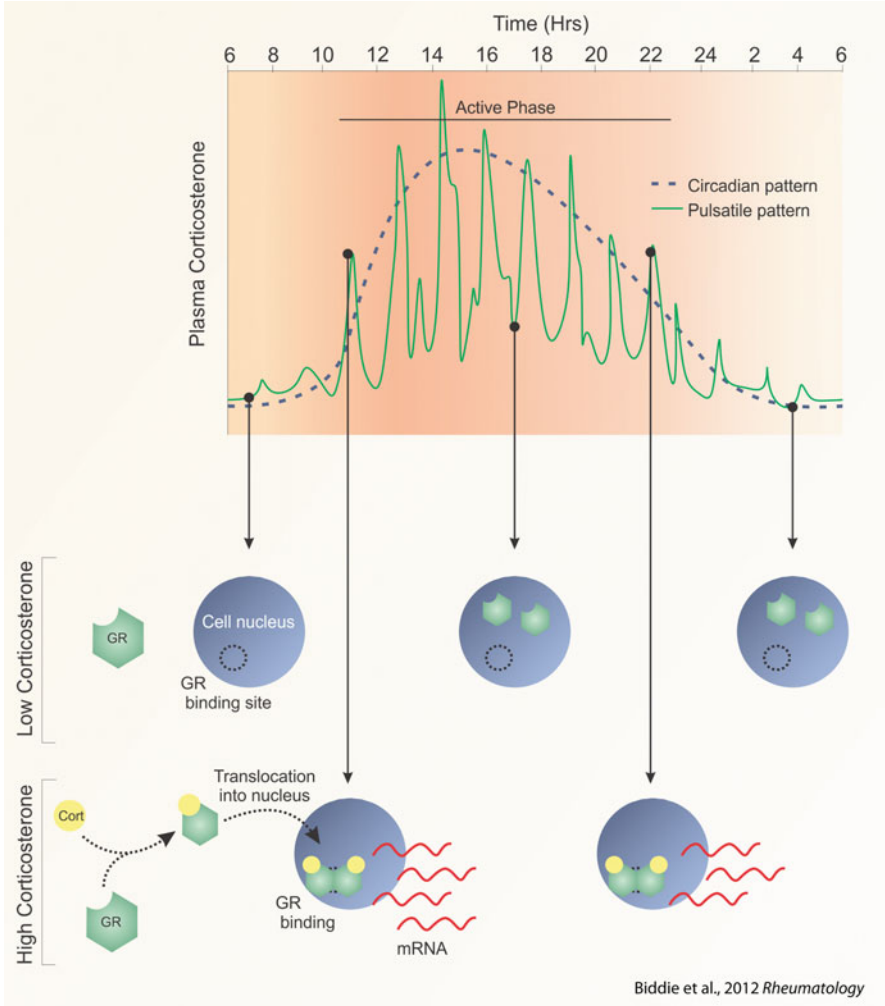 Time (Hrs)
6 8 10 12 14 16 18 20 22 24 2 4 6
Active Phase
Circadian pattern
Pulsatile pattern
Plasma Corticosterone
Low Corticosterone
GR
Cell nucleus
GR
binding site
High Corticosterone
Cort
GR
Translocation
into nucleus
GR
binding
mRNA
Biddie et al., 2012 Rheumatology